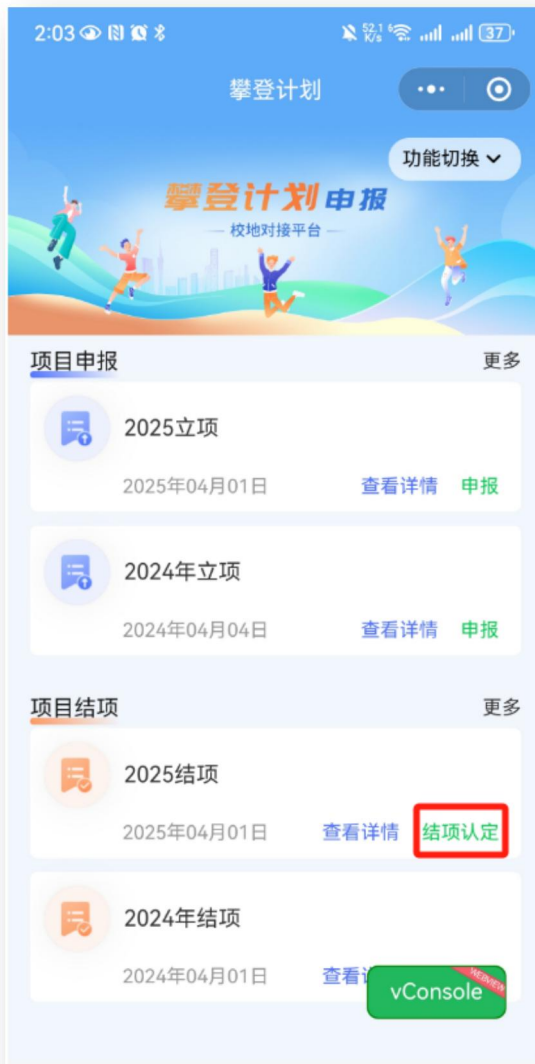 2:03
52.1 K/s 6 37
攀登计划
功能切换
攀登计划申报
校地对接平台
项目申报 更多
2025立项
2025年04月01日 查看详情 申报
2024年立项
2024年04月04日 查看详情 申报
项目结项 更多
2025结项
2025年04月01日 查看详情 结项认定
2024年结项
2024年04月01日 查看
vConsole
WEBVIEW